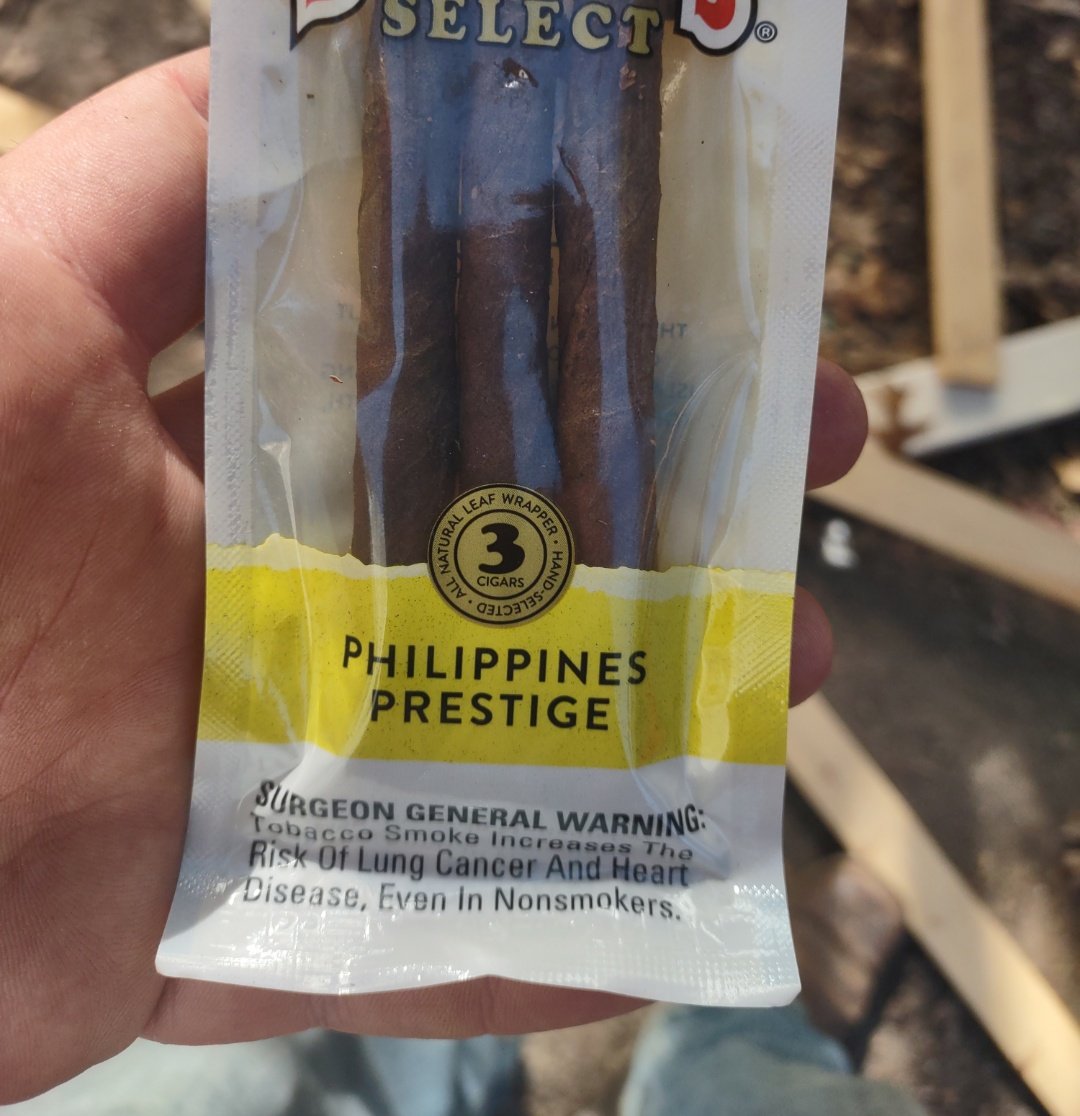 SELECT
®
ALL NATURAL LEAF WRAPPER • HAND-SELECTED •
3
CIGARS
PHILIPPINES
PRESTIGE
SURGEON GENERAL WARNING:
Tobacco Smoke Increases The
Risk Of Lung Cancer And Heart
Disease, Even In Nonsmokers.